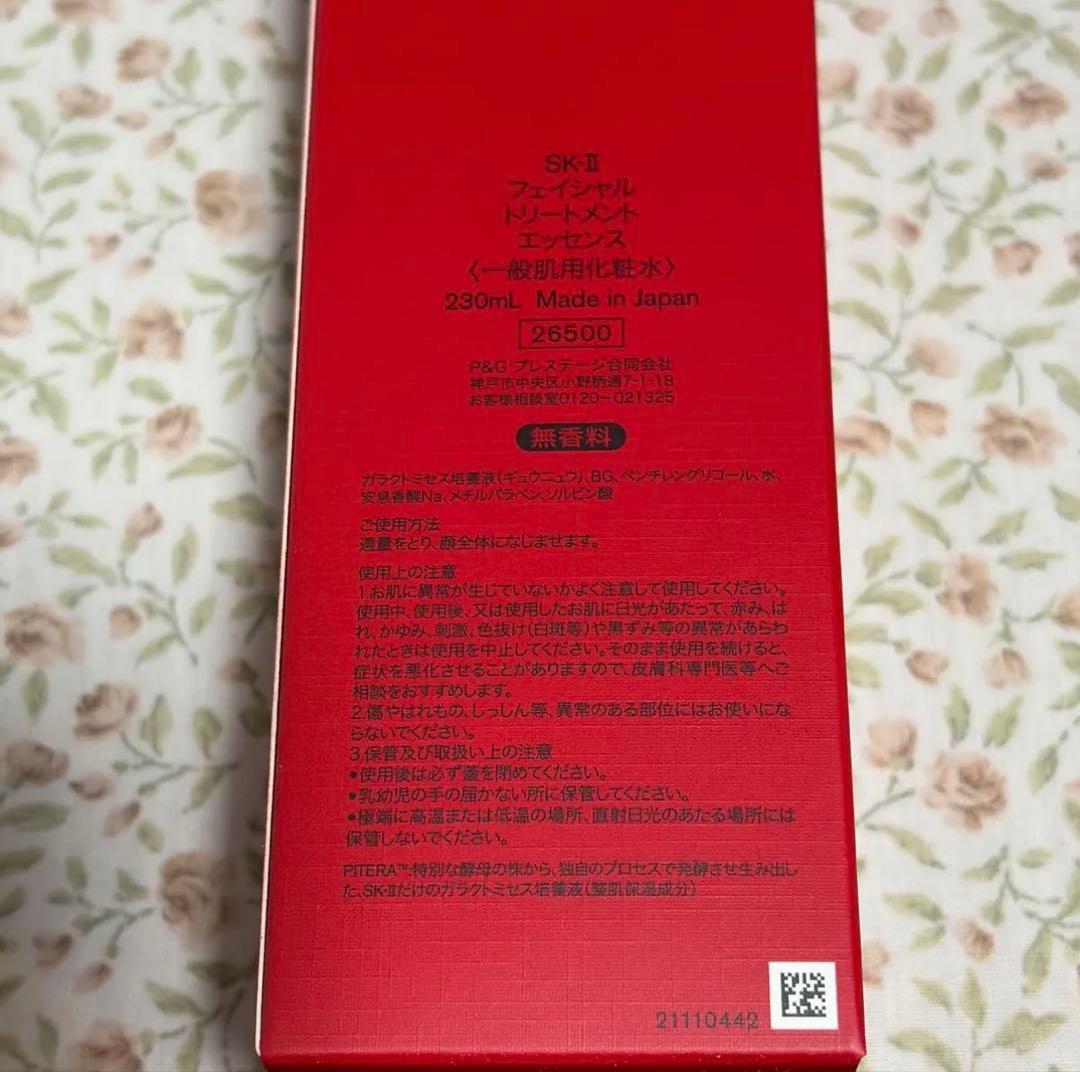 SK-II
フェイシャル
トリートメント
エッセンス
〈一般肌用化粧水〉
230mL Made in Japan
26500
P&G プレステージ合同会社
神戸市中央区小野柄通7-1-18
お客様相談室0120-021325
無香料
ガラクトミセス培養液(ギュウニュウ)、BG、ペンチレングリコール、水、
安息香酸Na、メチルパラベン、ソルビン酸
ご使用方法
適量をとり、顔全体になじませます。
使用上の注意
1.お肌に異常が生じていないかよく注意して使用してください。
使用中、使用後、又は使用したお肌に日光があたって、赤み、は
れ、かゆみ、刺激、色抜け(白斑等)や黒ずみ等の異常があらわ
れたときは使用を中止してください。そのまま使用を続けると、
症状を悪化させることがありますので、皮膚科専門医等へご
相談をおすすめします。
2.傷やはれもの、しっしん等、異常のある部位にはお使いにな
らないでください。
3.保管及び取扱い上の注意
•使用後は必ず蓋を閉めてください。
•乳幼児の手の届かない所に保管してください。
•極端に高温または低温の場所、直射日光のあたる場所には
保管しないでください。
PITERA™:特別な酵母の株から、独自のプロセスで発酵させ生み出し
た、SK-IIだけのガラクトミセス培養液(整肌保湿成分)
21110442